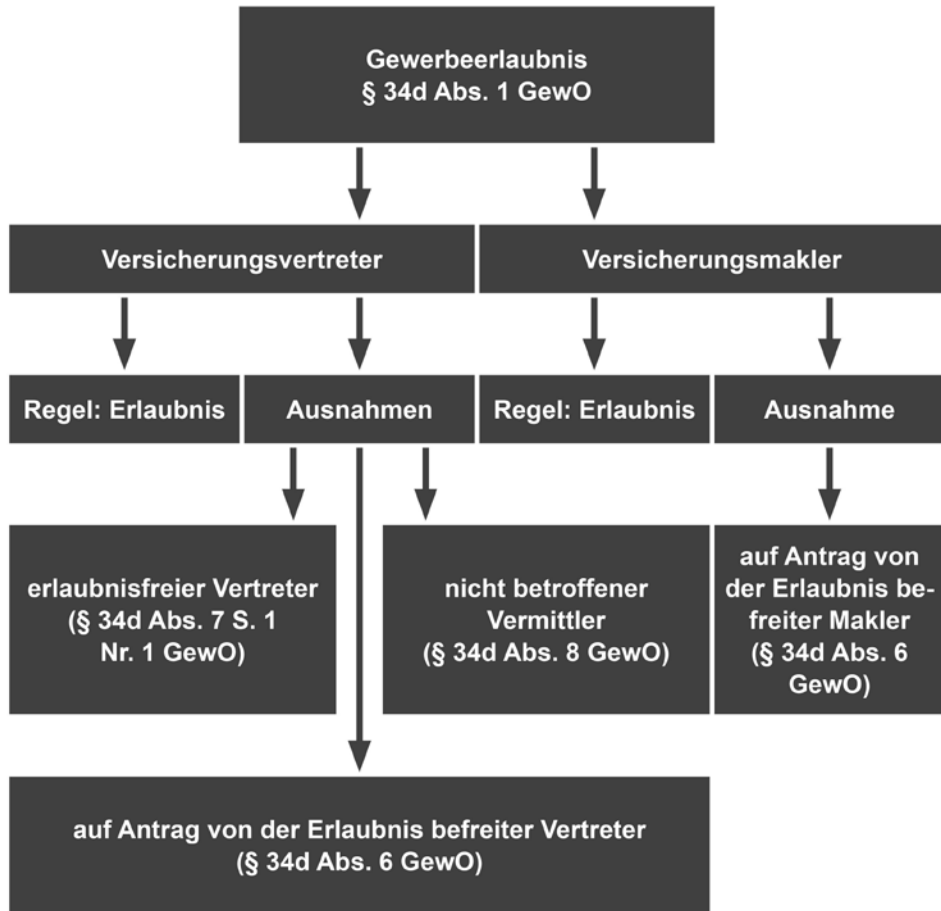 Gewerbeerlaubnis
§ 34d Abs. 1 GewO
Versicherungsvertreter
Versicherungsmakler
Regel: Erlaubnis
Ausnahmen
Regel: Erlaubnis
Ausnahme
erlaubnisfreier Vertreter
(§ 34d Abs. 7 S. 1
Nr. 1 GewO)
nicht betroffener
Vermittler
(§ 34d Abs. 8 GewO)
auf Antrag von
der Erlaubnis be-
freiter Makler
(§ 34d Abs. 6
GewO)
auf Antrag von der Erlaubnis befreiter Vertreter
(§ 34d Abs. 6 GewO)